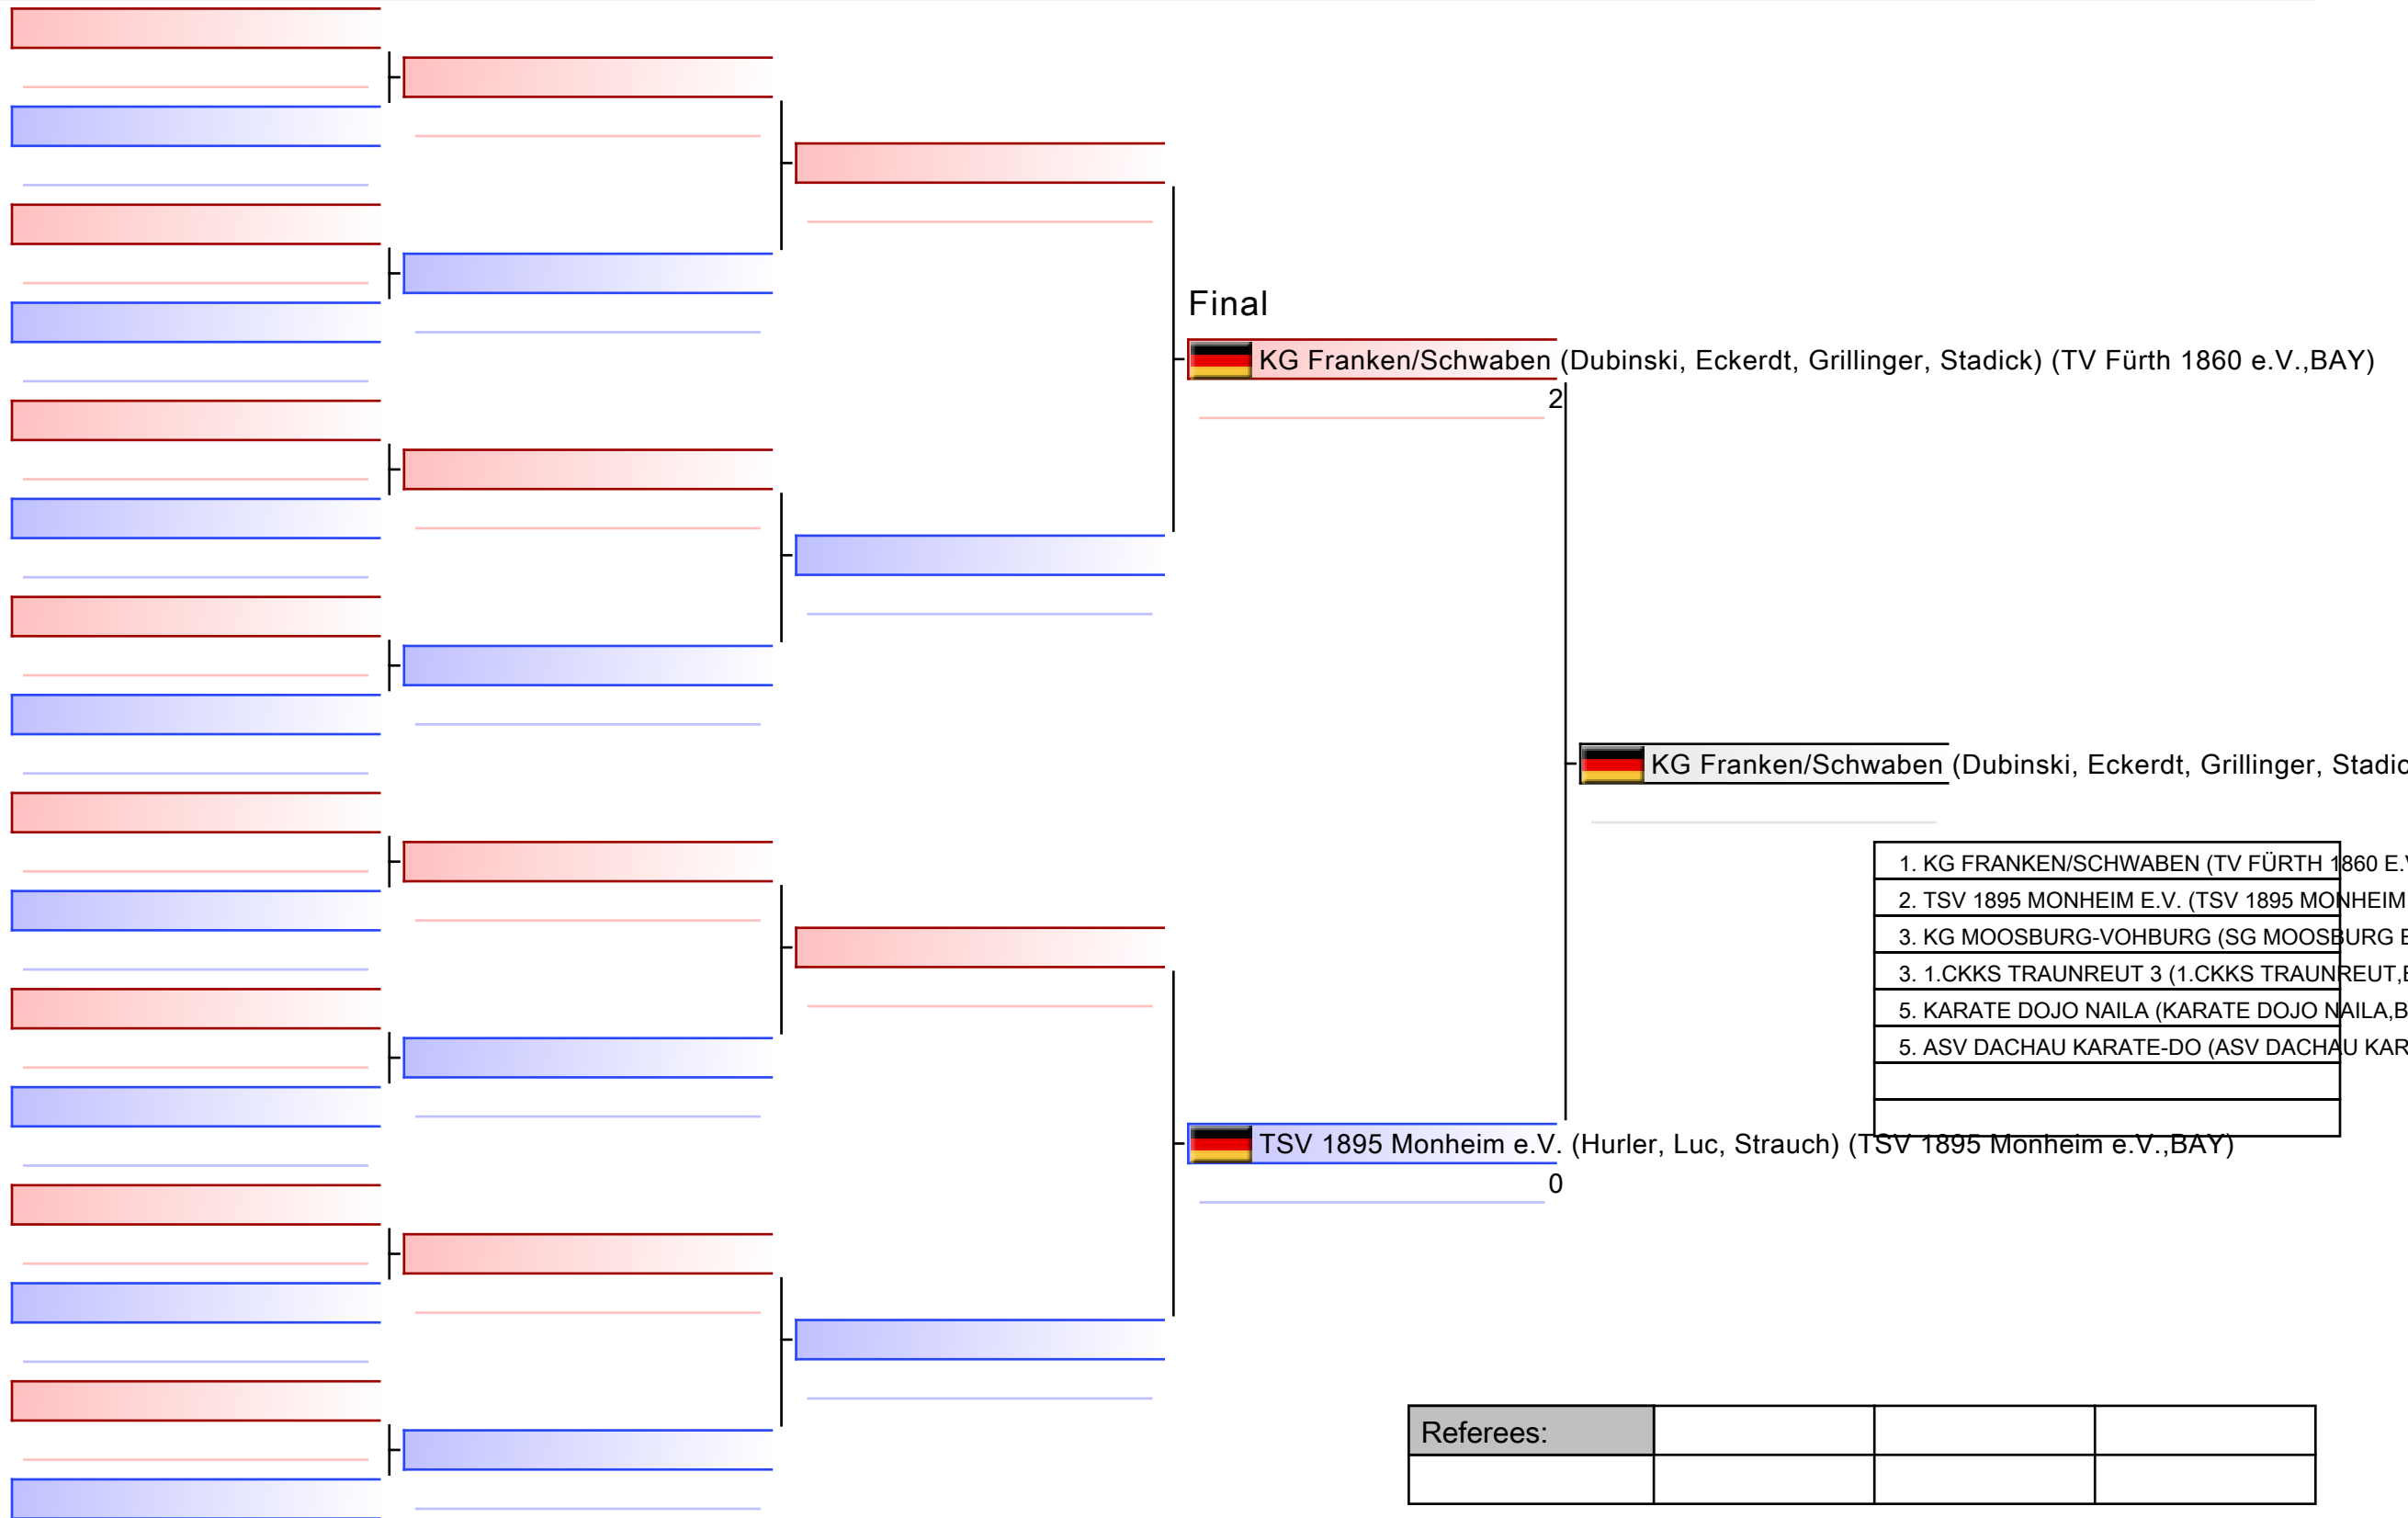 Final
KG Franken/Schwaben (Dubinski, Eckerdt, Grillinger, Stadick) (TV Fürth 1860 e.V.,BAY)
2
KG Franken/Schwaben (Dubinski, Eckerdt, Grillinger,
1. KG FRANKEN/SCHWABEN (TV FÜRTH 1860
2. TSV 1895 MONHEIM E.V. (TSV 1895 MONHEIM
3. KG MOOSBURG-VOHBURG (SG MOOSBURG
3. 1.CKKS TRAUNREUT 3 (1.CKKS TRAUNREUT,
5. KARATE DOJO NAILA (KARATE DOJO NAILA,
5. ASV DACHAU KARATE-DO (ASV DACHAU
TSV 1895 Monheim e.V. (Hurler, Luc, Strauch) (TSV 1895 Monheim e.V.,BAY)
0
Referees: